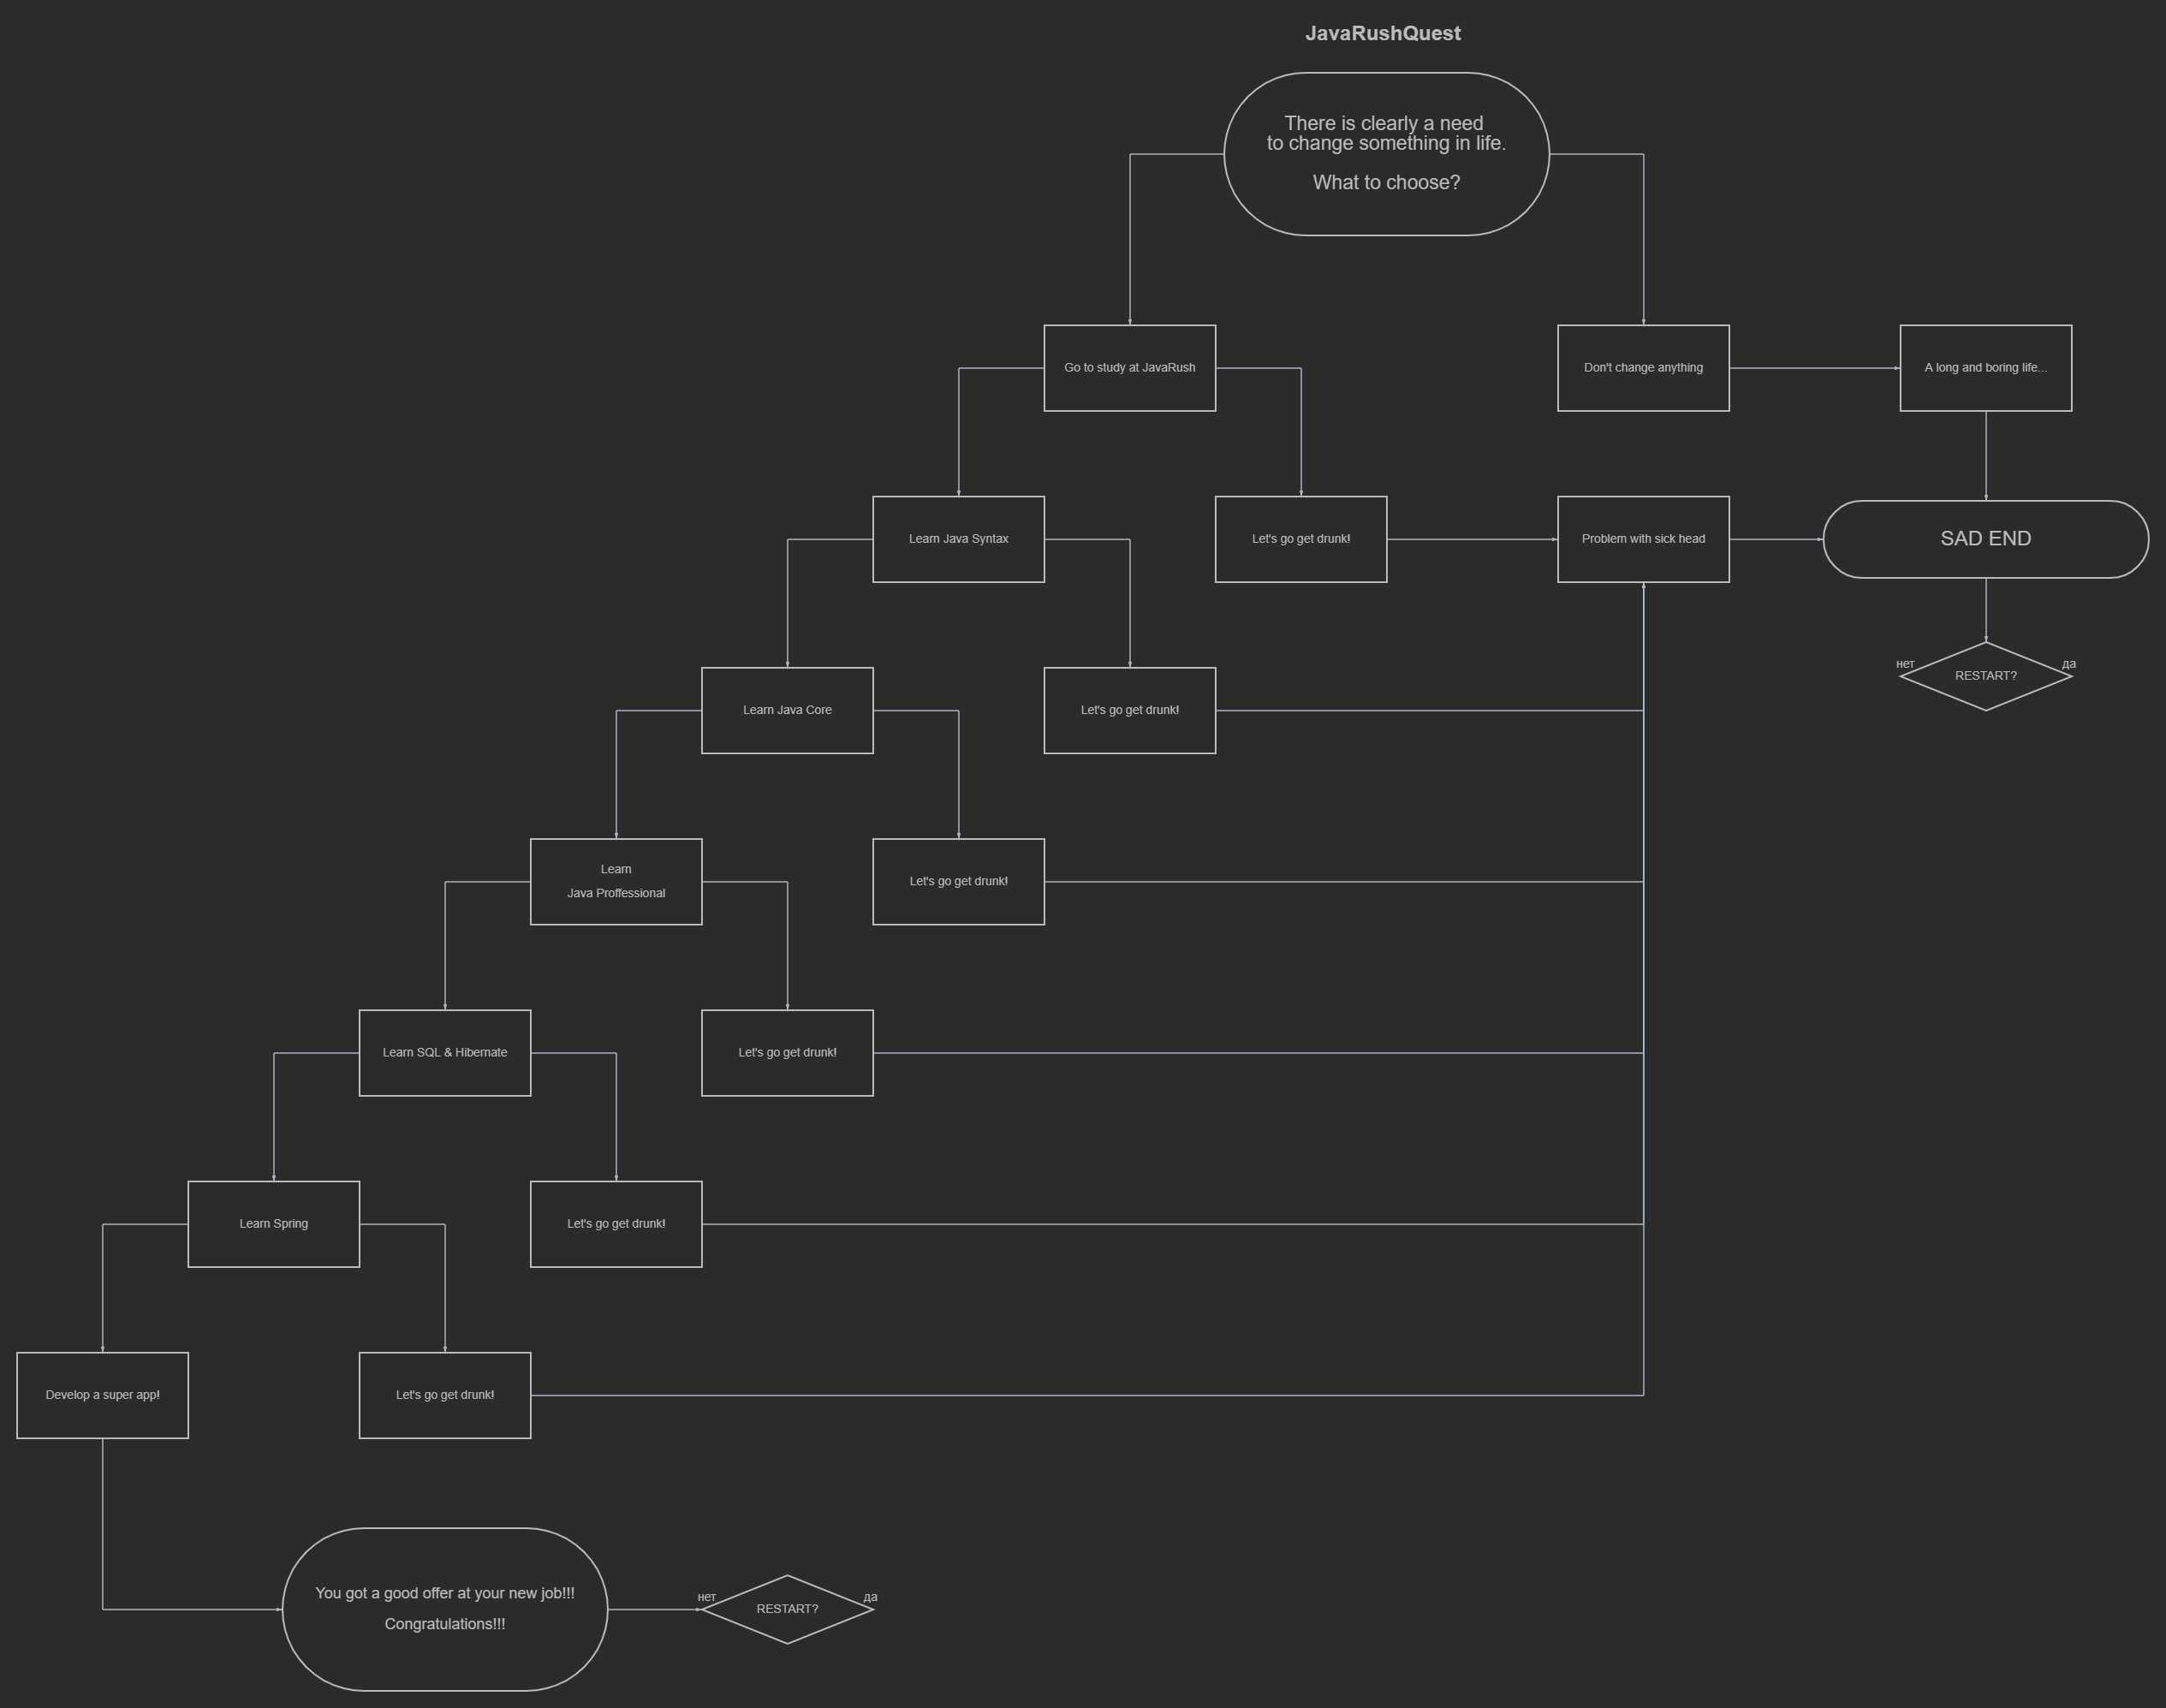 JavaRushQuest
There is clearly a need
to change something in life.
What to choose?
Go to study at JavaRush
Don't change anything
A long and boring life...
Learn Java Syntax
Let's go get drunk!
Problem with sick head
SAD END
Learn Java Core
Let's go get drunk!
нет
RESTART?
да
Learn
Java Proffessional
Let's go get drunk!
Learn SQL & Hibernate
Let's go get drunk!
Learn Spring
Let's go get drunk!
Develop a super app!
Let's go get drunk!
You got a good offer at your new job!!!
Congratulations!!!
нет
RESTART?
да